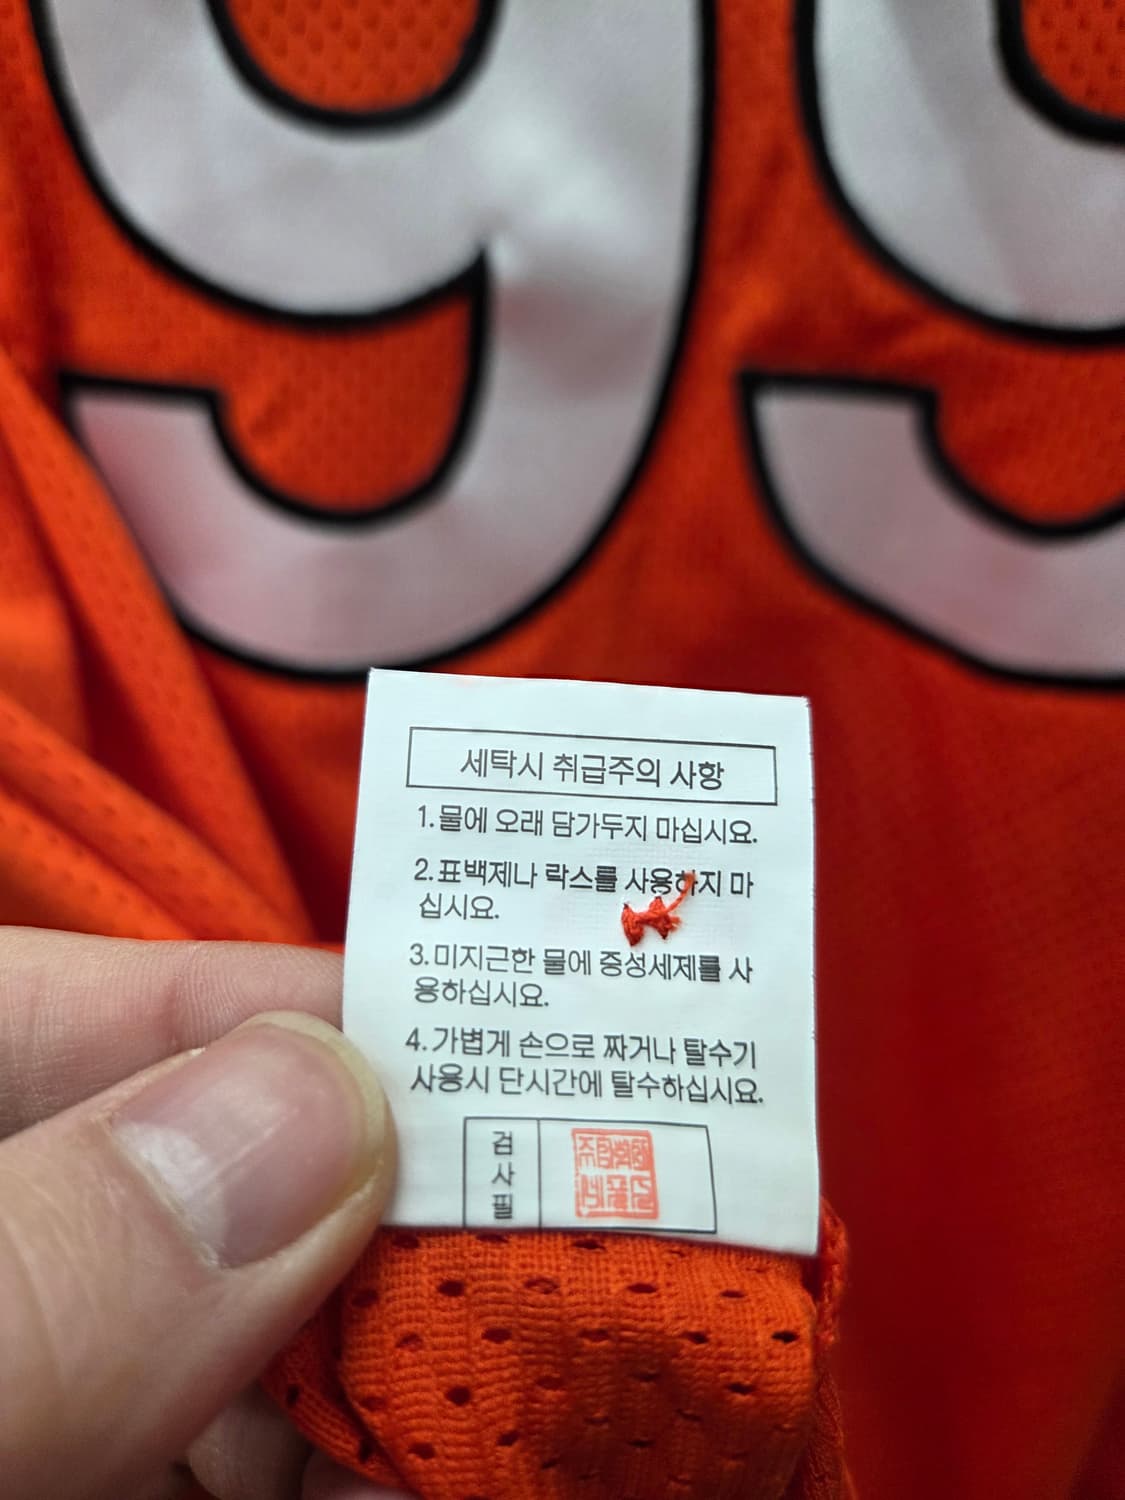 99
세탁시 취급주의 사항
1.물에 오래 담가두지 마십시요.
2.표백제나 락스를 사용하지 마
십시요.
3.미지근한 물에 중성세제를 사
용하십시요.
4.가볍게 손으로 짜거나 탈수기
사용시 단시간에 탈수하십시요.
검
사
필